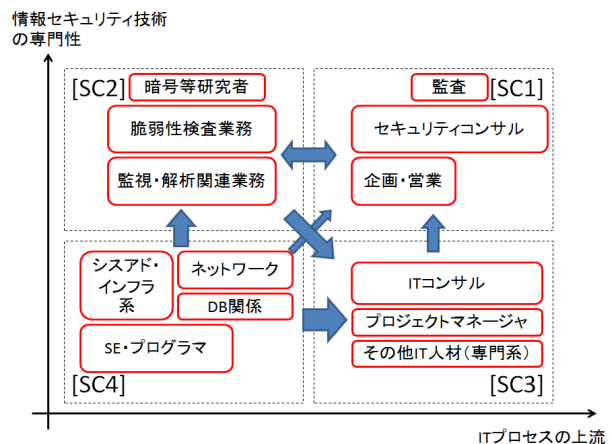 情報セキュリティ技術
の専門性
[SC2]
暗号等研究者
脆弱性検査業務
監視・解析関連業務
監査
[SC1]
セキュリティコンサル
企画・営業
シスアド・
インフラ
系
ネットワーク
DB関係
SE・プログラマ
[SC4]
ITコンサル
プロジェクトマネージャ
その他IT人材(専門系)
[SC3]
ITプロセスの上流